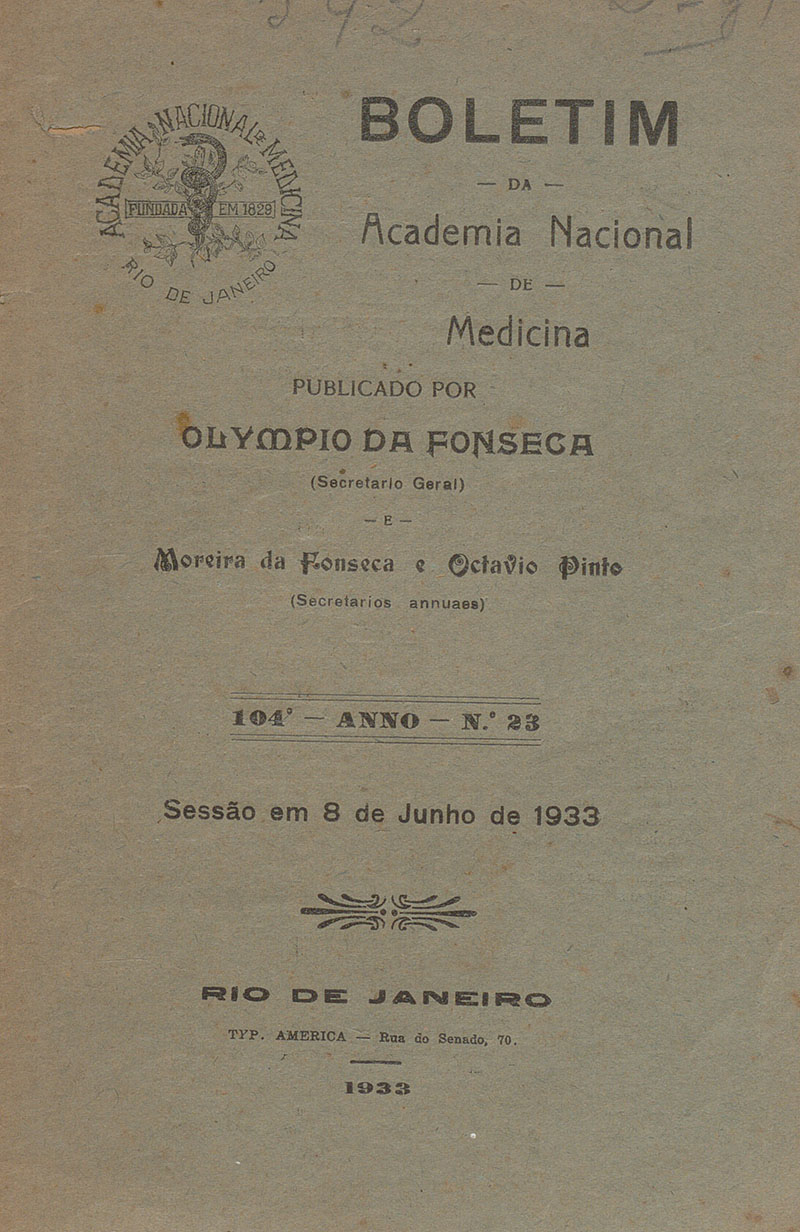 BOLETIM
— DA —
Academia Nacional
— DE —
Medicina
ACADEMIA NACIONAL DE MEDICINA
FUNDADA EM 1829
RIO DE JANEIRO
PUBLICADO POR
OLYMPIO DA FONSECA
(Secretario Geral)
— E —
Moreira da Fonseca e Octavio Pinto
(Secretarios annuaes)
104º — ANNO — N.º 23
Sessão em 8 de Junho de 1933
RIO DE JANEIRO
TYP. AMERICA — Rua do Senado, 70.
1933